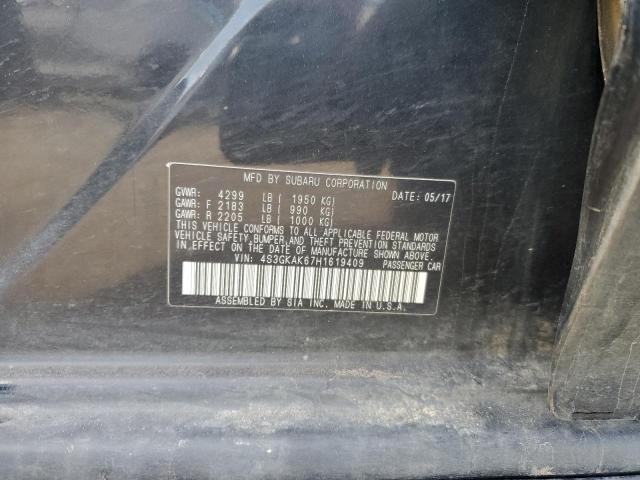 MFD BY SUBARU CORPORATION
GVWR: 4299 LB ( 1950 KG) DATE: 05/17
GAWR: F 2183 LB ( 990 KG)
GAWR: R 2205 LB ( 1000 KG)
THIS VEHICLE CONFORMS TO ALL APPLICABLE FEDERAL MOTOR
VEHICLE SAFETY,BUMPER,AND THEFT PREVENTION STANDARDS
IN EFFECT ON THE DATE OF MANUFACTURE SHOWN ABOVE.
VIN: 4S3GKAK67H1619409 PASSENGER CAR
ASSEMBLED BY SIA INC. MADE IN U.S.A.